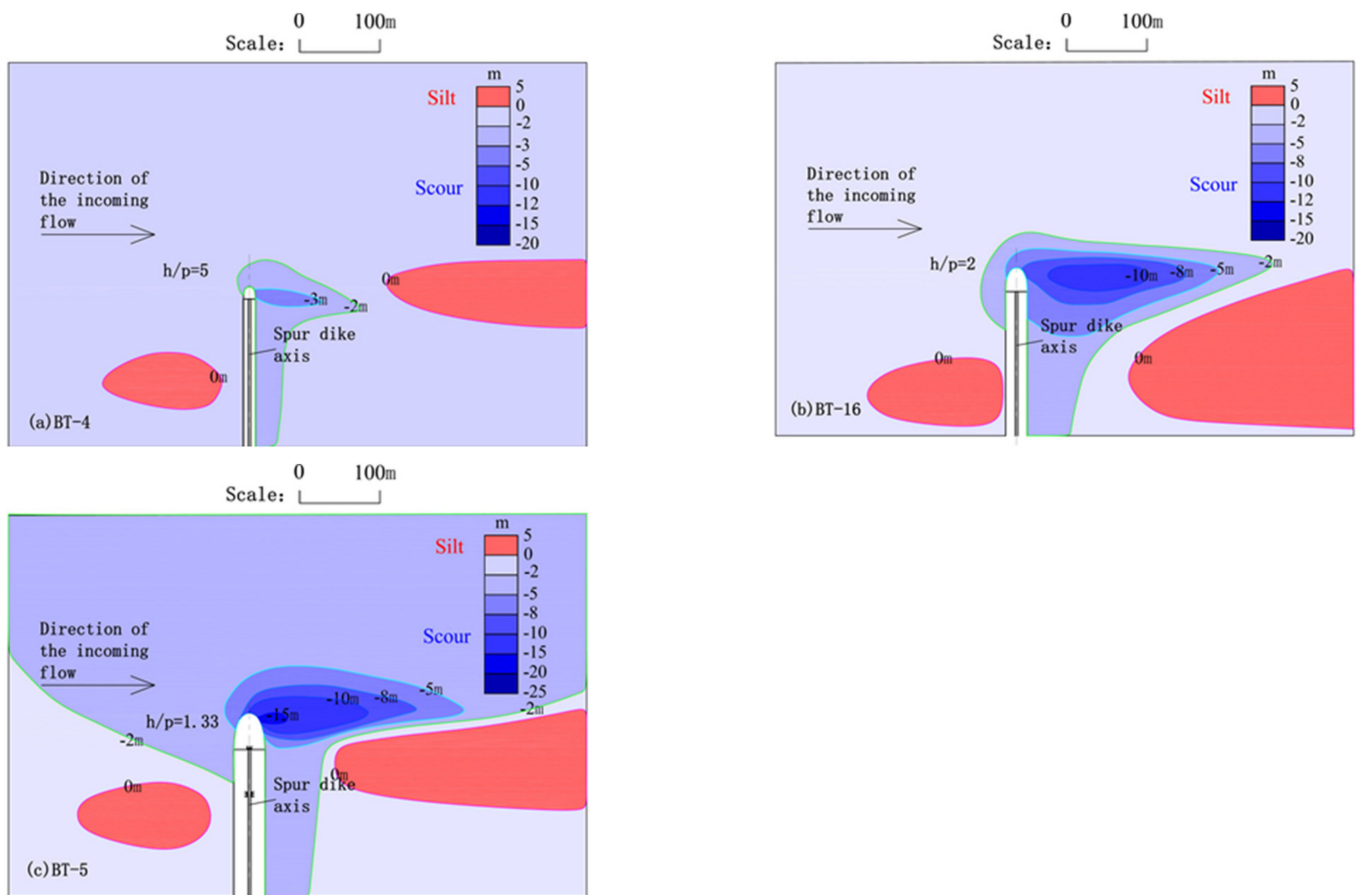 0 100m
Scale:
m
Silt
5
0
-2
-3
-5
Scour
-10
-12
-15
-20
Direction of
the incoming
flow
h/p=5
0m
-3m
-2m
Spur dike
axis
0m
(a)BT-4
0 100m
Scale:
m
Silt
5
0
-2
-5
-8
Scour
-10
-12
-15
-20
Direction of
the incoming
flow
h/p=2
-10m
-8m
-5m
-2m
Spur dike
axis
0m
0m
(b)BT-16
0 100m
Scale:
m
Silt
5
0
-2
-5
-8
Scour
-10
-15
-20
-25
Direction of
the incoming
flow
h/p=1.33
-15m
-10m
-8m
-5m
-2m
-2m
0m
0m
Spur dike
axis
(c)BT-5